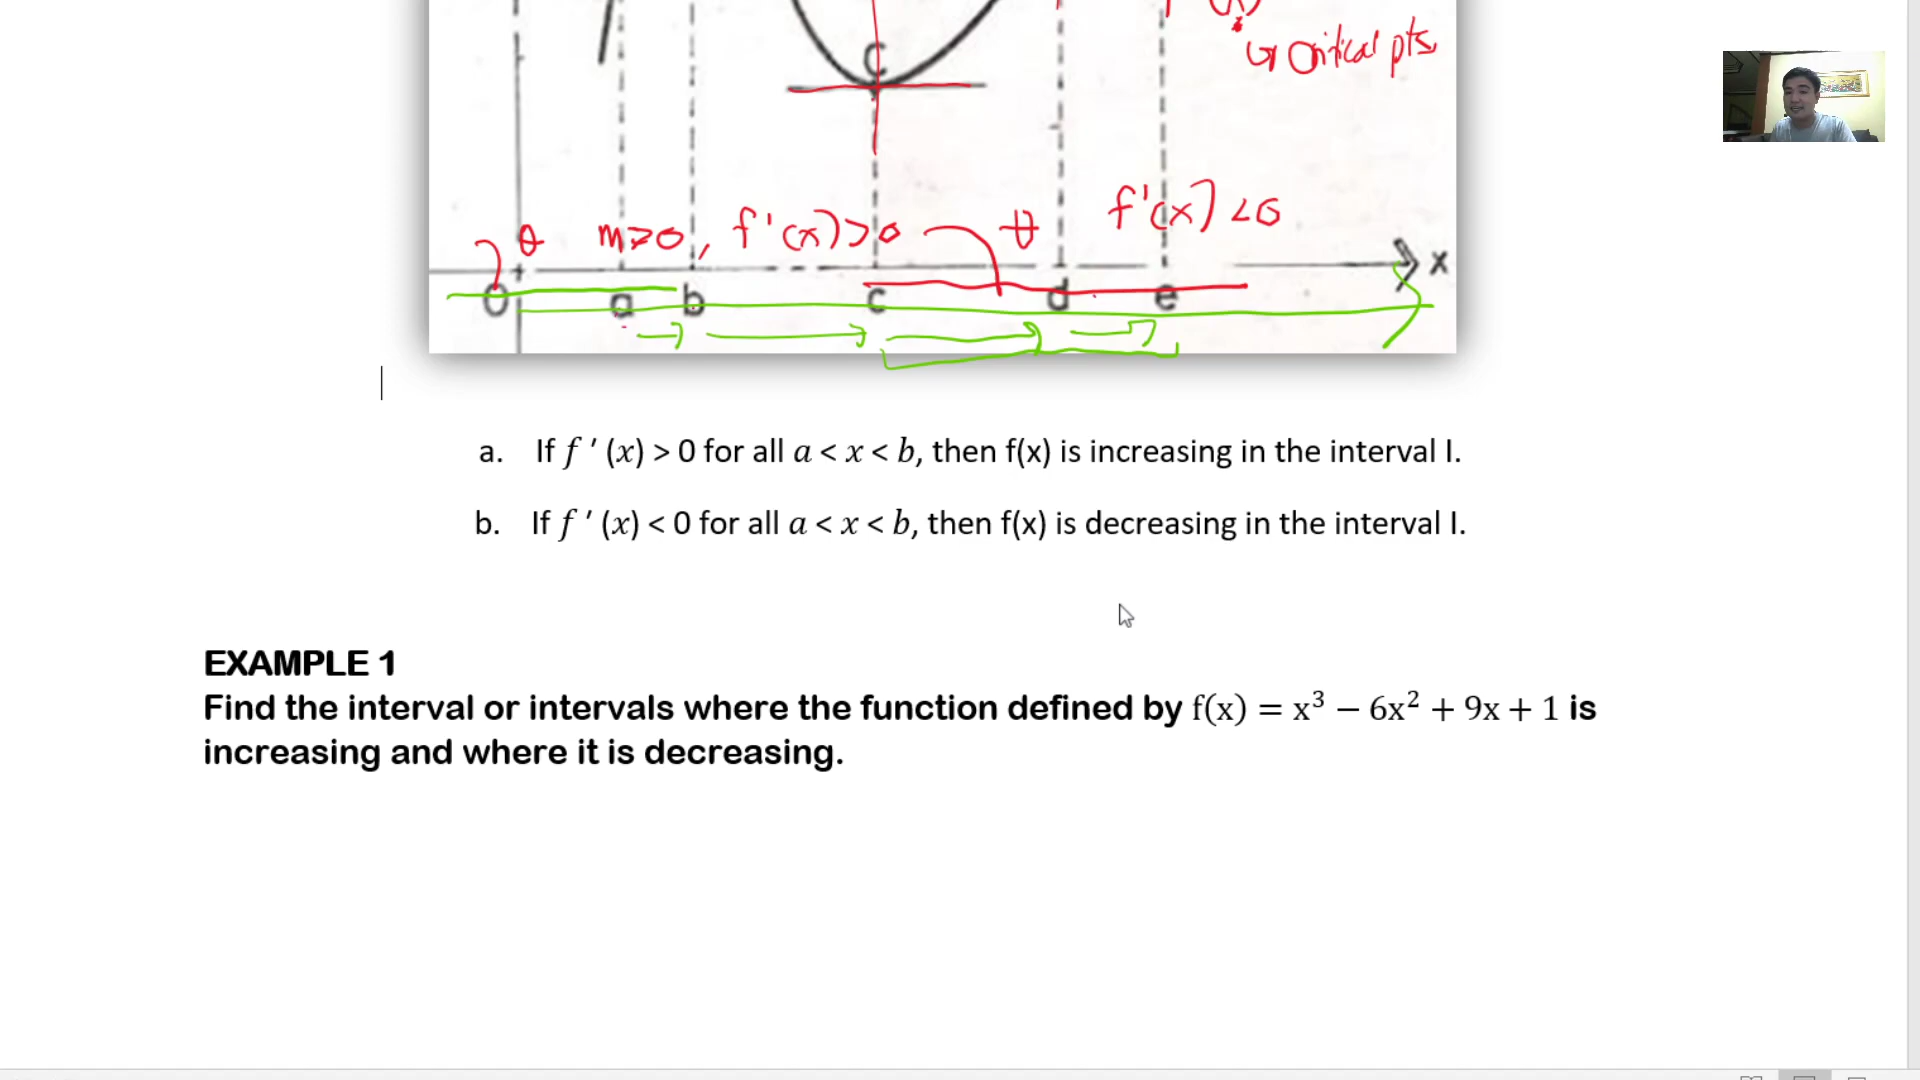 critical pts
C
θ m>0, f'(x)>0 θ f'(x)<0
x
0 a b c d e
a. If f ′ (x) > 0 for all a < x < b, then f(x) is increasing in the interval I.
b. If f ′ (x) < 0 for all a < x < b, then f(x) is decreasing in the interval I.
EXAMPLE 1
Find the interval or intervals where the function defined by f(x) = x³ − 6x² + 9x + 1 is
increasing and where it is decreasing.